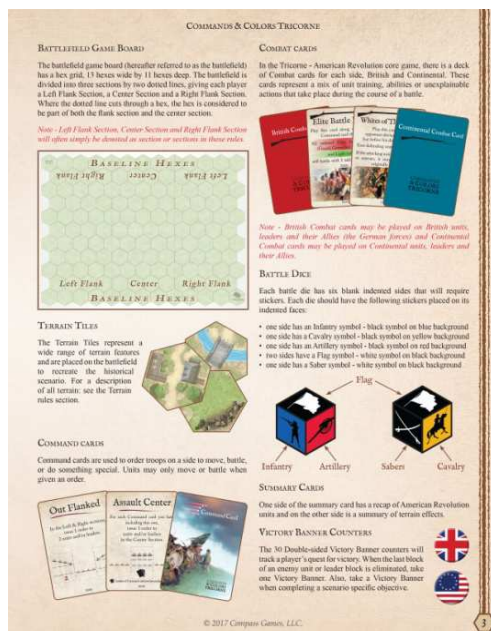 COMMANDS & COLORS TRICORNE
BATTLEFIELD GAME BOARD
The battlefield game board (hereafter referred to as the battlefield)
has a hex grid, 13 hexes wide by 11 hexes deep. The battlefield is
divided into three sections by two dotted lines, giving each player
a Left Flank Section, a Center Section and a Right Flank Section.
Where the dotted line cuts through a hex, the hex is considered to
be part of both the flank section and the center section.
Note - Left Flank Section, Center Section and Right Flank Section
will often simply be denoted as section or sections in these rules.
BASELINE HEXES
Right Flank Center Left Flank
Left Flank Center Right Flank
BASELINE HEXES
TERRAIN TILES
The Terrain Tiles represent a
wide range of terrain features
and are placed on the battlefield
to recreate the historical
scenario. For a description
of all terrain: see the Terrain
rules section.
COMMAND CARDS
Command cards are used to order troops on a side to move, battle,
or do something special. Units may only move or battle when
given an order.
Out Flanked
Assault Center
Command Card
COMBAT CARDS
In the Tricorne - American Revolution core game, there is a deck
of Combat cards for each side, British and Continental. These
cards represent a mix of unit training, abilities or unexplainable
actions that take place during the course of a battle.
British Comb
Elite Battle
Whites of T
Continental Combat Card
Note - British Combat cards may be played on British units,
leaders and their Allies (the German forces) and Continental
Combat cards may be played on Continental units, leaders and
their Allies.
BATTLE DICE
Each battle die has six blank indented sides that will require
stickers. Each die should have the following stickers placed on its
indented faces:
• one side has an Infantry symbol - black symbol on blue background
• one side has a Cavalry symbol - black symbol on yellow background
• one side has an Artillery symbol - black symbol on red background
• two sides have a Flag symbol - white symbol on black background
• one side has a Saber symbol - white symbol on black background
Flag
Infantry Artillery Sabers Cavalry
SUMMARY CARDS
One side of the summary card has a recap of American Revolution
units and on the other side is a summary of terrain effects.
VICTORY BANNER COUNTERS
The 30 Double-sided Victory Banner counters will
track a player's quest for victory. When the last block
of an enemy unit or leader block is eliminated, take
one Victory Banner. Also, take a Victory Banner
when completing a scenario specific objective.
© 2017 Compass Games, LLC.
3